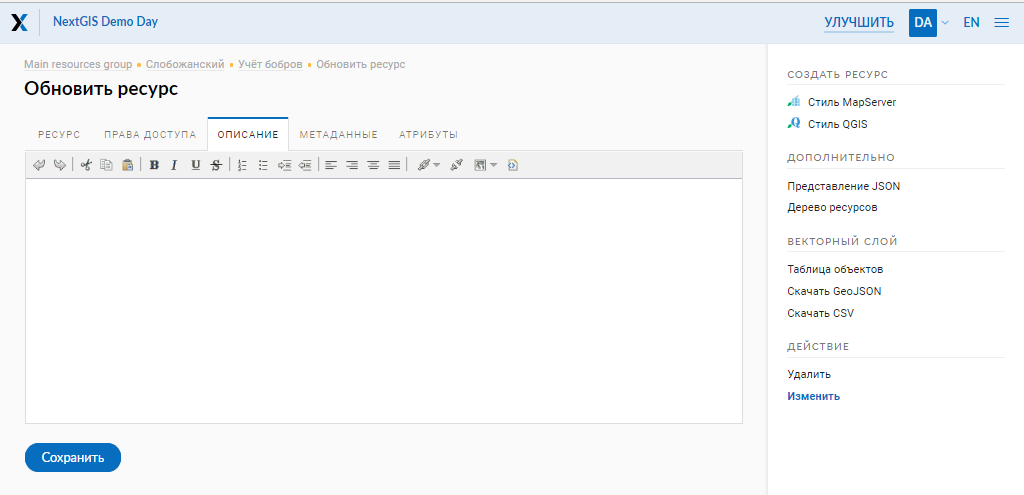 NextGIS Demo Day
УЛУЧШИТЬ DA EN
Main resources group Слобожанский Учёт бобров Обновить ресурс
Обновить ресурс
РЕСУРС ПРАВА ДОСТУПА ОПИСАНИЕ МЕТАДАННЫЕ АТРИБУТЫ
B I U S
Сохранить
СОЗДАТЬ РЕСУРС
Стиль MapServer
Стиль QGIS
ДОПОЛНИТЕЛЬНО
Представление JSON
Дерево ресурсов
ВЕКТОРНЫЙ СЛОЙ
Таблица объектов
Скачать GeoJSON
Скачать CSV
ДЕЙСТВИЕ
Удалить
Изменить